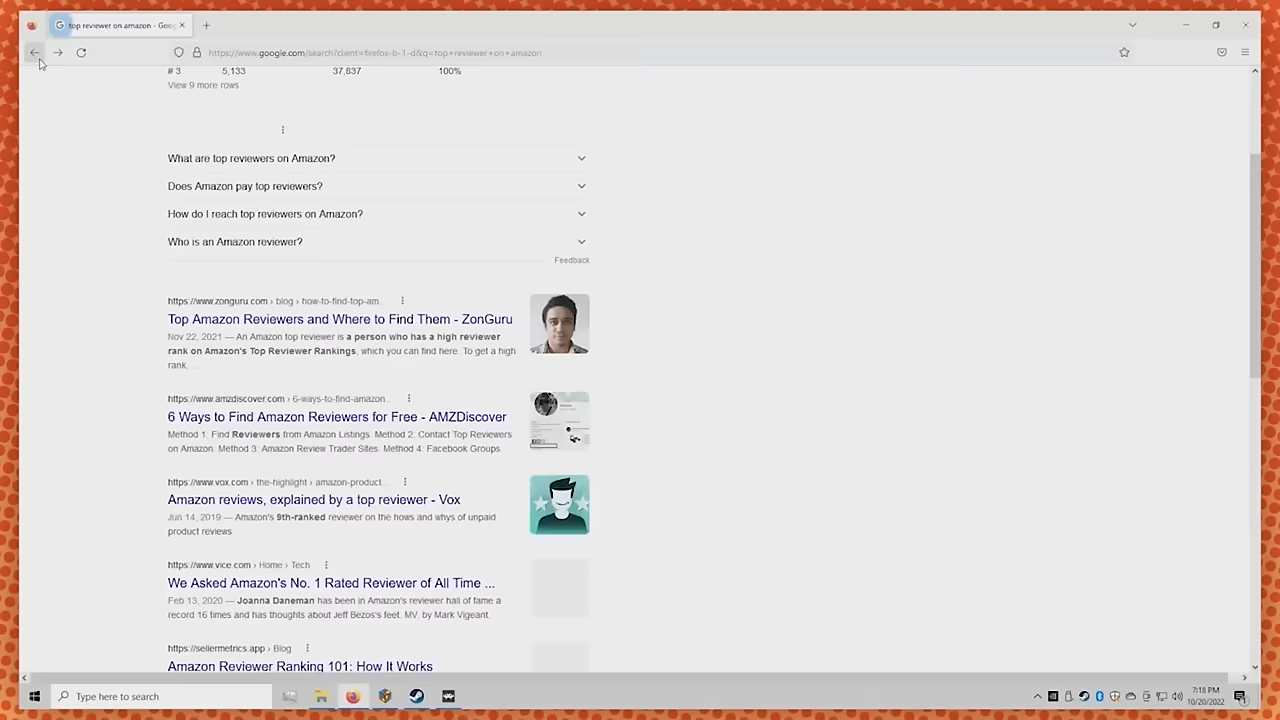 top reviewer on amazon - Goog
https://www.google.com/search?client=firefox-b-1-d&q=top+reviewer+on+amazon
# 3 5,133 37,837 100%
View 9 more rows
What are top reviewers on Amazon?
Does Amazon pay top reviewers?
How do I reach top reviewers on Amazon?
Who is an Amazon reviewer?
Feedback
https://www.zonguru.com › blog › how-to-find-top-am...
Top Amazon Reviewers and Where to Find Them - ZonGuru
Nov 22, 2021 — An Amazon top reviewer is a person who has a high reviewer
rank on Amazon's Top Reviewer Rankings, which you can find here. To get a high
rank, ...
https://www.amzdiscover.com › 6-ways-to-find-amazon...
6 Ways to Find Amazon Reviewers for Free - AMZDiscover
Method 1. Find Reviewers from Amazon Listings. Method 2. Contact Top Reviewers
on Amazon. Method 3. Amazon Review Trader Sites. Method 4. Facebook Groups.
https://www.vox.com › the-highlight › amazon-product...
Amazon reviews, explained by a top reviewer - Vox
Jun 14, 2019 — Amazon's 9th-ranked reviewer on the hows and whys of unpaid
product reviews.
https://www.vice.com › Home › Tech
We Asked Amazon's No. 1 Rated Reviewer of All Time ...
Feb 13, 2020 — Joanna Daneman has been in Amazon's reviewer hall of fame a
record 16 times and has thoughts about Jeff Bezos's feet. MV. by Mark Vigeant.
https://sellermetrics.app › Blog
Amazon Reviewer Ranking 101: How It Works
Type here to search
7:18 PM
10/20/2022